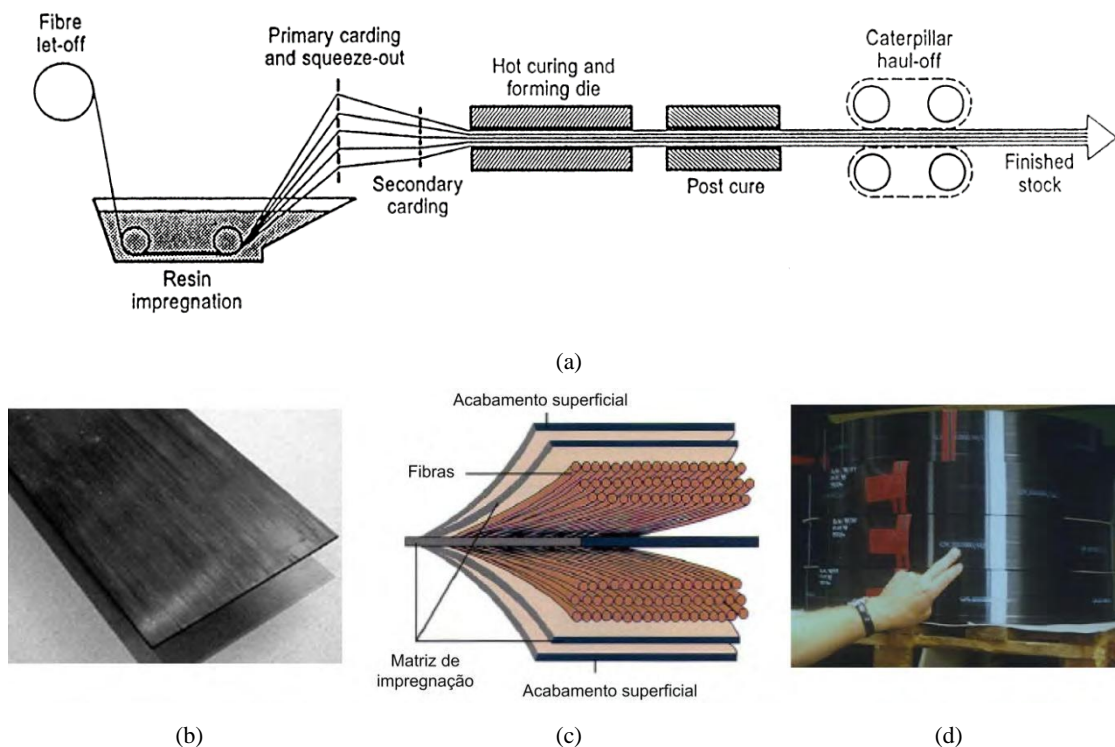 Fibre
let-off
Primary carding
and squeeze-out
Hot curing and
forming die
Caterpillar
haul-off
Secondary
carding
Post cure
Finished
stock
Resin
impregnation
(a)
Acabamento superficial
Fibras
Matriz de
impregnação
Acabamento superficial
(b)
(c)
(d)